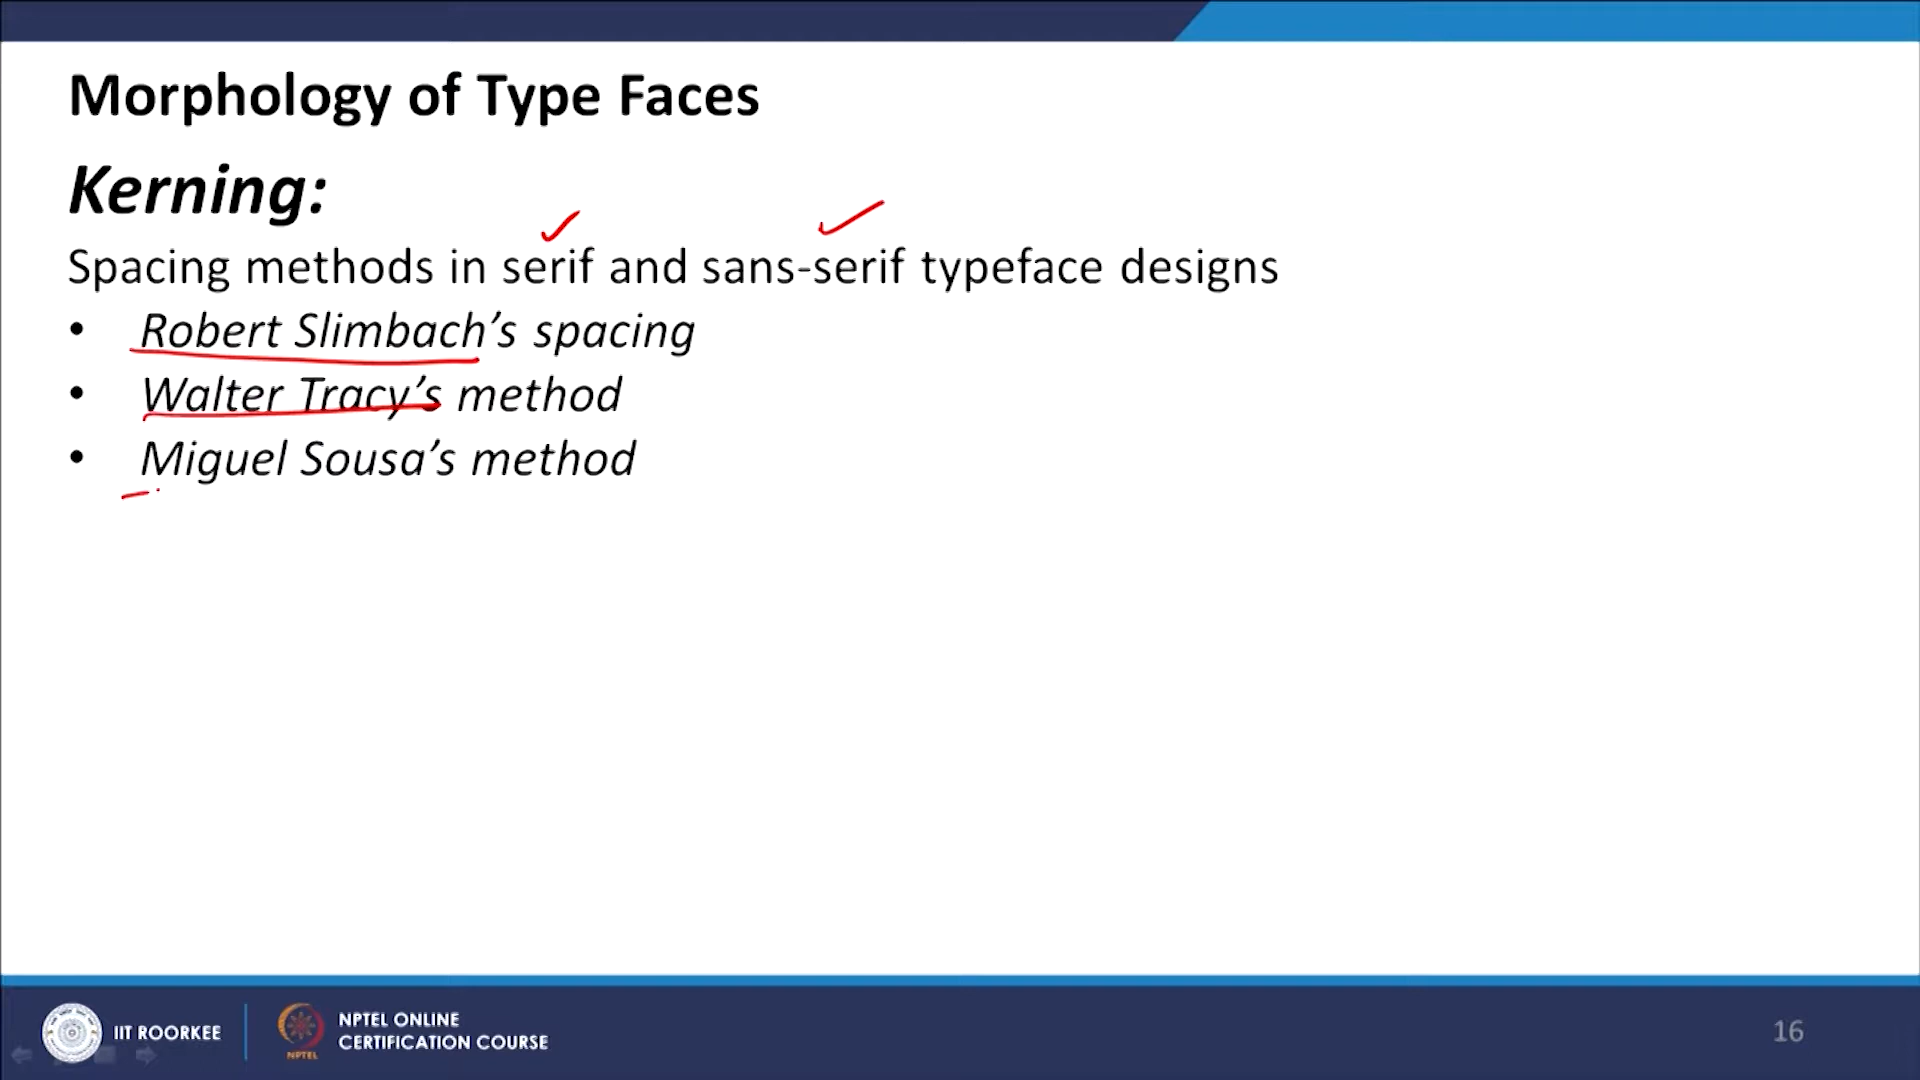 Morphology of Type Faces
Kerning:
Spacing methods in serif and sans-serif typeface designs
• Robert Slimbach’s spacing
• Walter Tracy’s method
• Miguel Sousa’s method
IIT ROORKEE
NPTEL
NPTEL ONLINE
CERTIFICATION COURSE
16